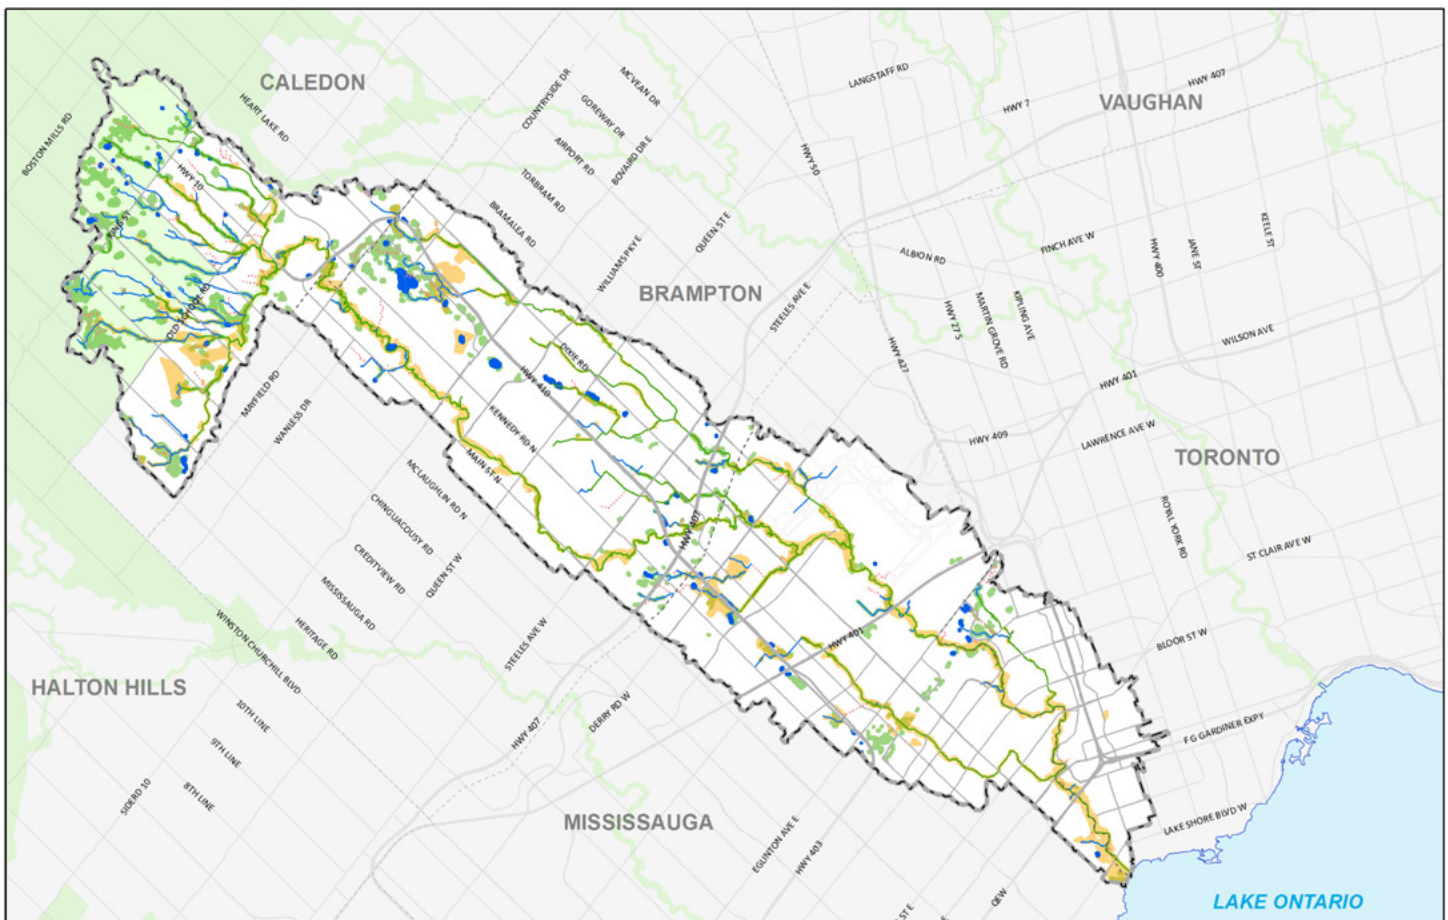 CALEDON
VAUGHAN
BRAMPTON
TORONTO
HALTON HILLS
MISSISSAUGA
LAKE ONTARIO
BOSTON MILLS RD
HEART LAKE RD
HWY 10
KING ST
OLD SCHOOL RD
MAYFIELD RD
WANLESS DR
COUNTRYSIDE DR
MCVEAN DR
GOREWAY DR
AIRPORT RD
BOVAIRD DR E
TORBRAM RD
BRAMALEA RD
WILLIAMS PKY E
QUEEN ST E
STEELES AVE E
LANGSTAFF RD
HWY 7
HWY 407
HWY 50
ALBION RD
FINCH AVE W
HWY 400
JANE ST
KEELE ST
HWY 27 S
MARTIN GROVE RD
KIPLING AVE
WILSON AVE
HWY 427
HWY 401
HWY 409
LAWRENCE AVE W
ROYAL YORK RD
ST CLAIR AVE W
BLOOR ST W
F G GARDINER EXPY
LAKE SHORE BLVD W
DIXIE RD
HWY 410
KENNEDY RD N
MAIN ST N
MCLAUGHLIN RD N
CHINGUACOUSY RD
CREDITVIEW RD
QUEEN ST W
MISSISSAUGA RD
HERITAGE RD
WINSTON CHURCHILL BLVD
10TH LINE
9TH LINE
8TH LINE
SIDERD 10
STEELES AVE W
HWY 407
HWY 407
DERRY RD W
HWY 401
EGLINTON AVE E
HWY 403
QEW
ST E